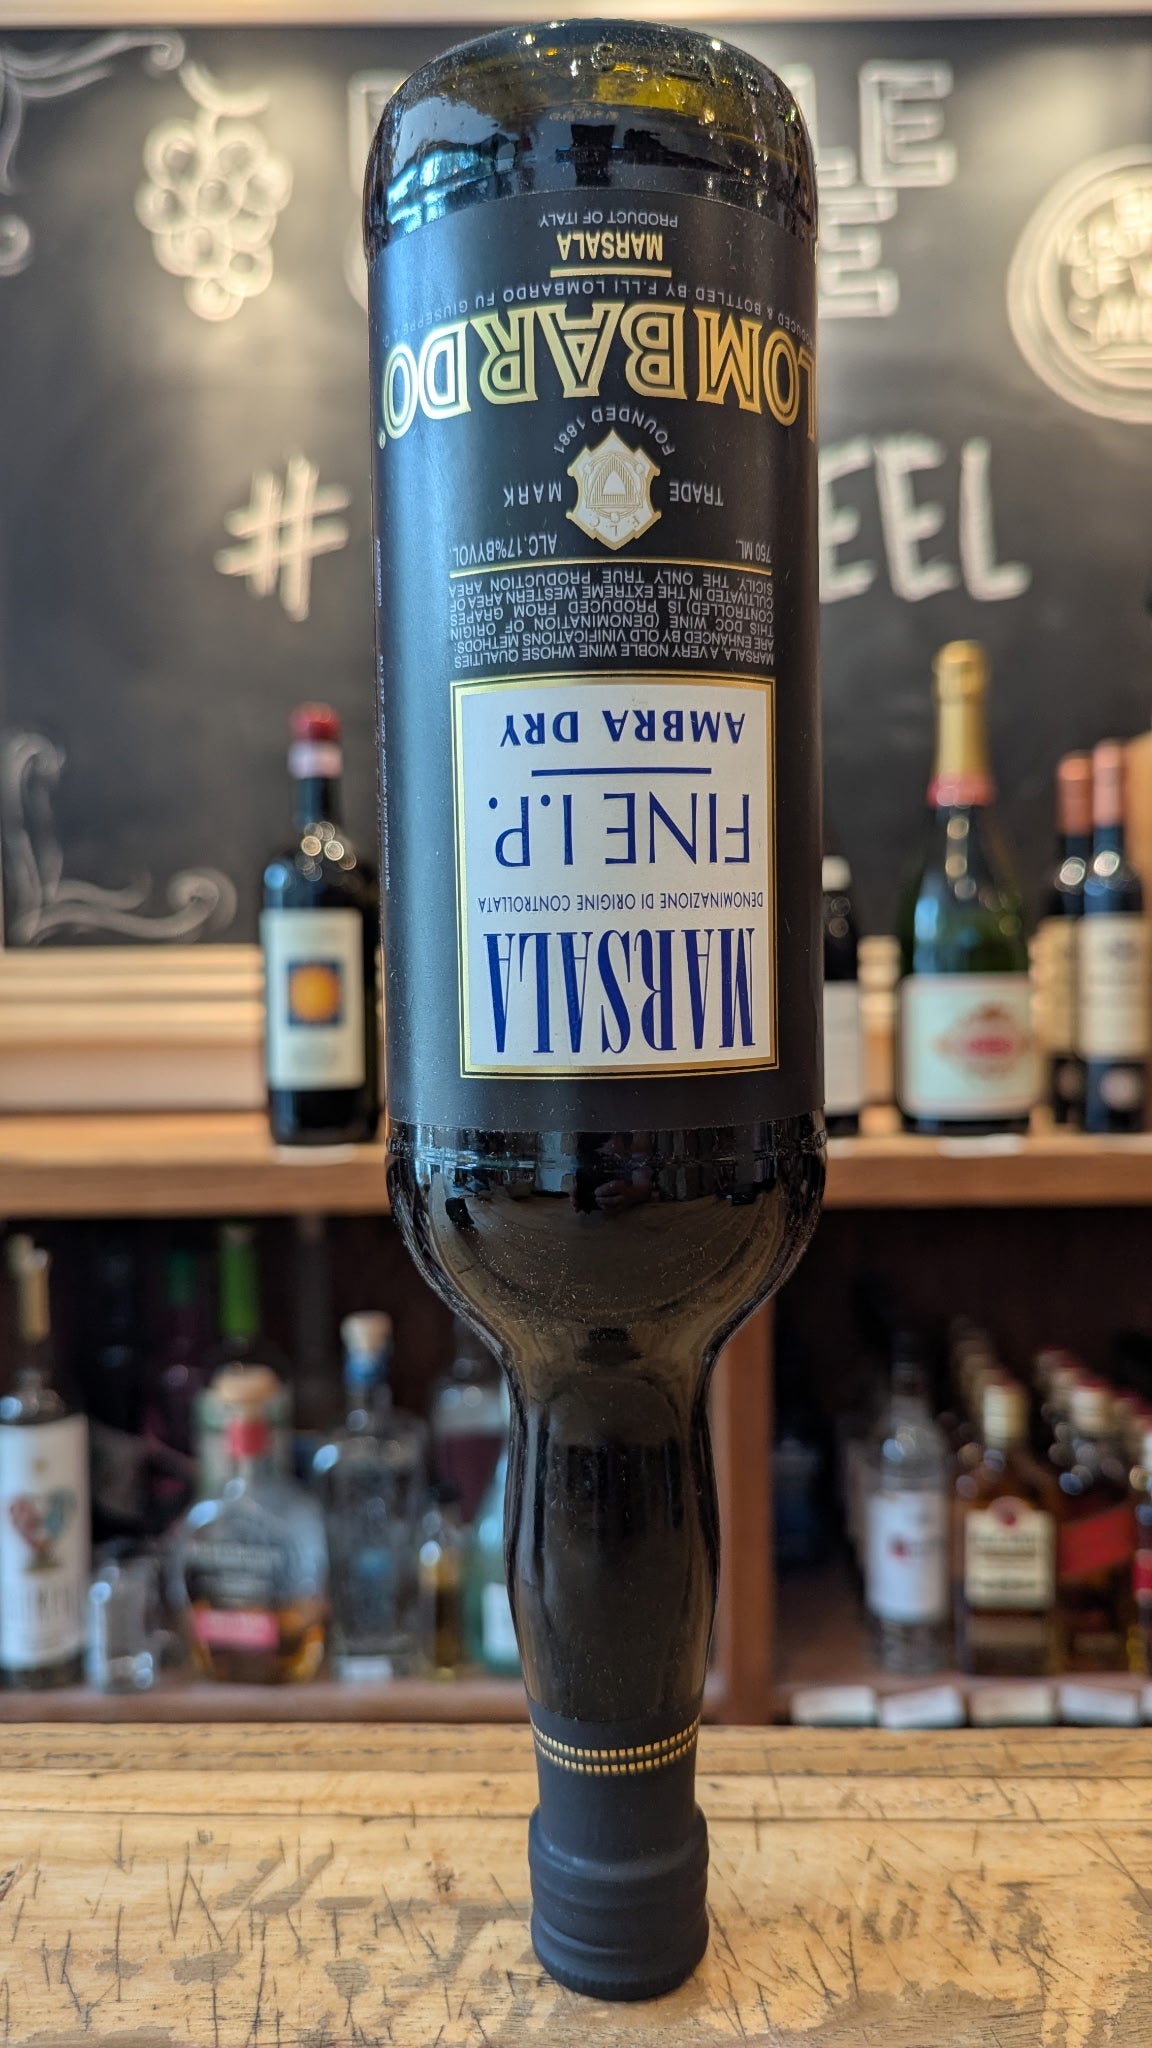 MARSALA
DENOMINAZIONE DI ORIGINE CONTROLLATA
FINE I.P.
AMBRA DRY
MARSALA, A VERY NOBLE WINE WHOSE QUALITIES
ARE ENHANCED BY OLD VINIFICATIONS METHODS:
THIS DOC WINE (DENOMINATION OF ORIGIN
CONTROLLED) IS PRODUCED FROM GRAPES
CULTIVATED IN THE EXTREME WESTERN AREA OF
SICILY. THE ONLY TRUE PRODUCTION AREA
750 ML. ALC.17%BYVOL.
F.L.C.
TRADE MARK
FOUNDED 1881
LOMBARDO®
& BOTTLED BY F.LLI LOMBARDO FU GIUSEPPE &
MARSALA
PRODUCT OF ITALY
#
EEL